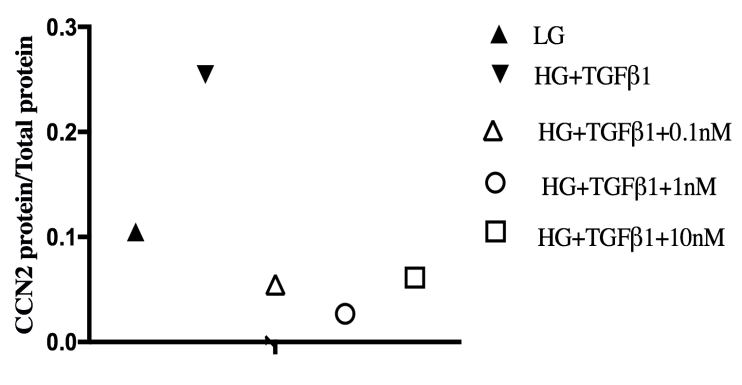 CCN2 protein/Total protein
0.3
0.2
0.1
0.0
LG
HG+TGFβ1
HG+TGFβ1+0.1nM
HG+TGFβ1+1nM
HG+TGFβ1+10nM